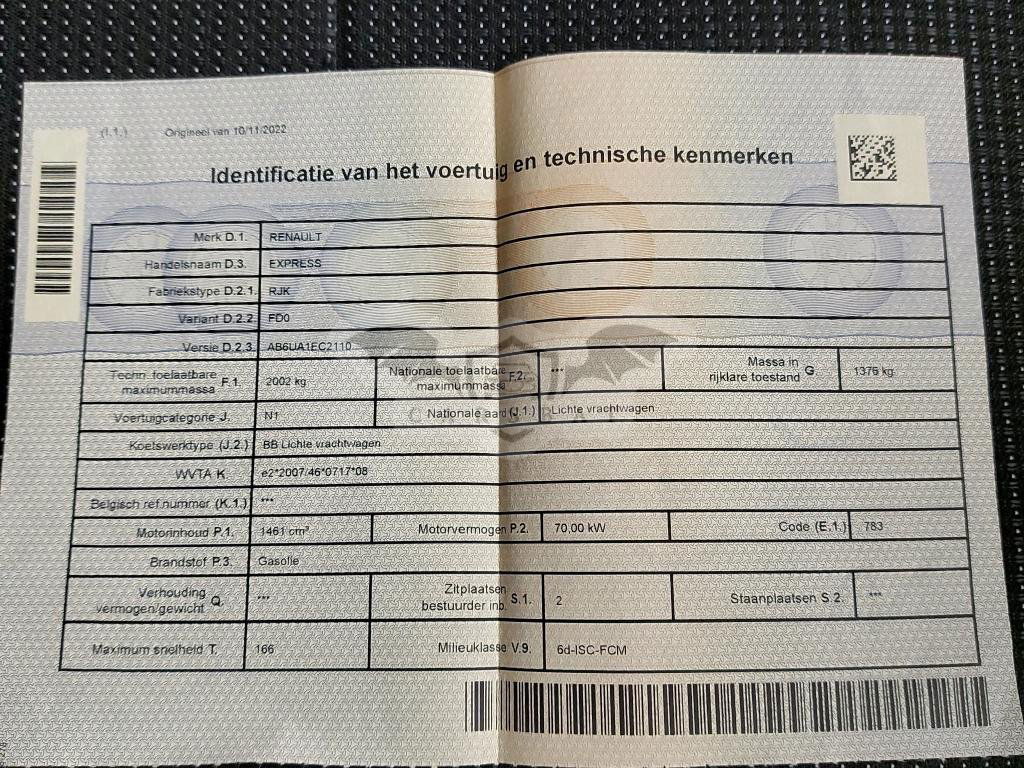 (I.1.) Origineel van 10/11/2022
Identificatie van het voertuig en technische kenmerken
Merk D.1. RENAULT
Handelsnaam D.3. EXPRESS
Fabriekstype D.2.1. RJK
Variant D.2.2. FD0
Versie D.2.3. AB6UA1EC2110
Techn. toelaatbare maximummassa F.1. 2002 kg Nationale toelaatbare maximummassa F.2. *** Massa in rijklare toestand G. 1376 kg
Voertuigcategorie J. N1 Nationale aard (J.1.) Lichte vrachtwagen
Koetswerktype (J.2.) BB Lichte vrachtwagen
WVTA K. e2*2007/46*0717*08
Belgisch ref.nummer (K.1.) ***
Motorinhoud P.1. 1461 cm³ Motorvermogen P.2. 70,00 kW Code (E.1.) 783
Brandstof P.3. Gasolie
Verhouding vermogen/gewicht Q. *** Zitplaatsen bestuurder inb. S.1. 2 Staanplaatsen S.2. ***
Maximum snelheid T. 166 Milieuklasse V.9. 6d-ISC-FCM